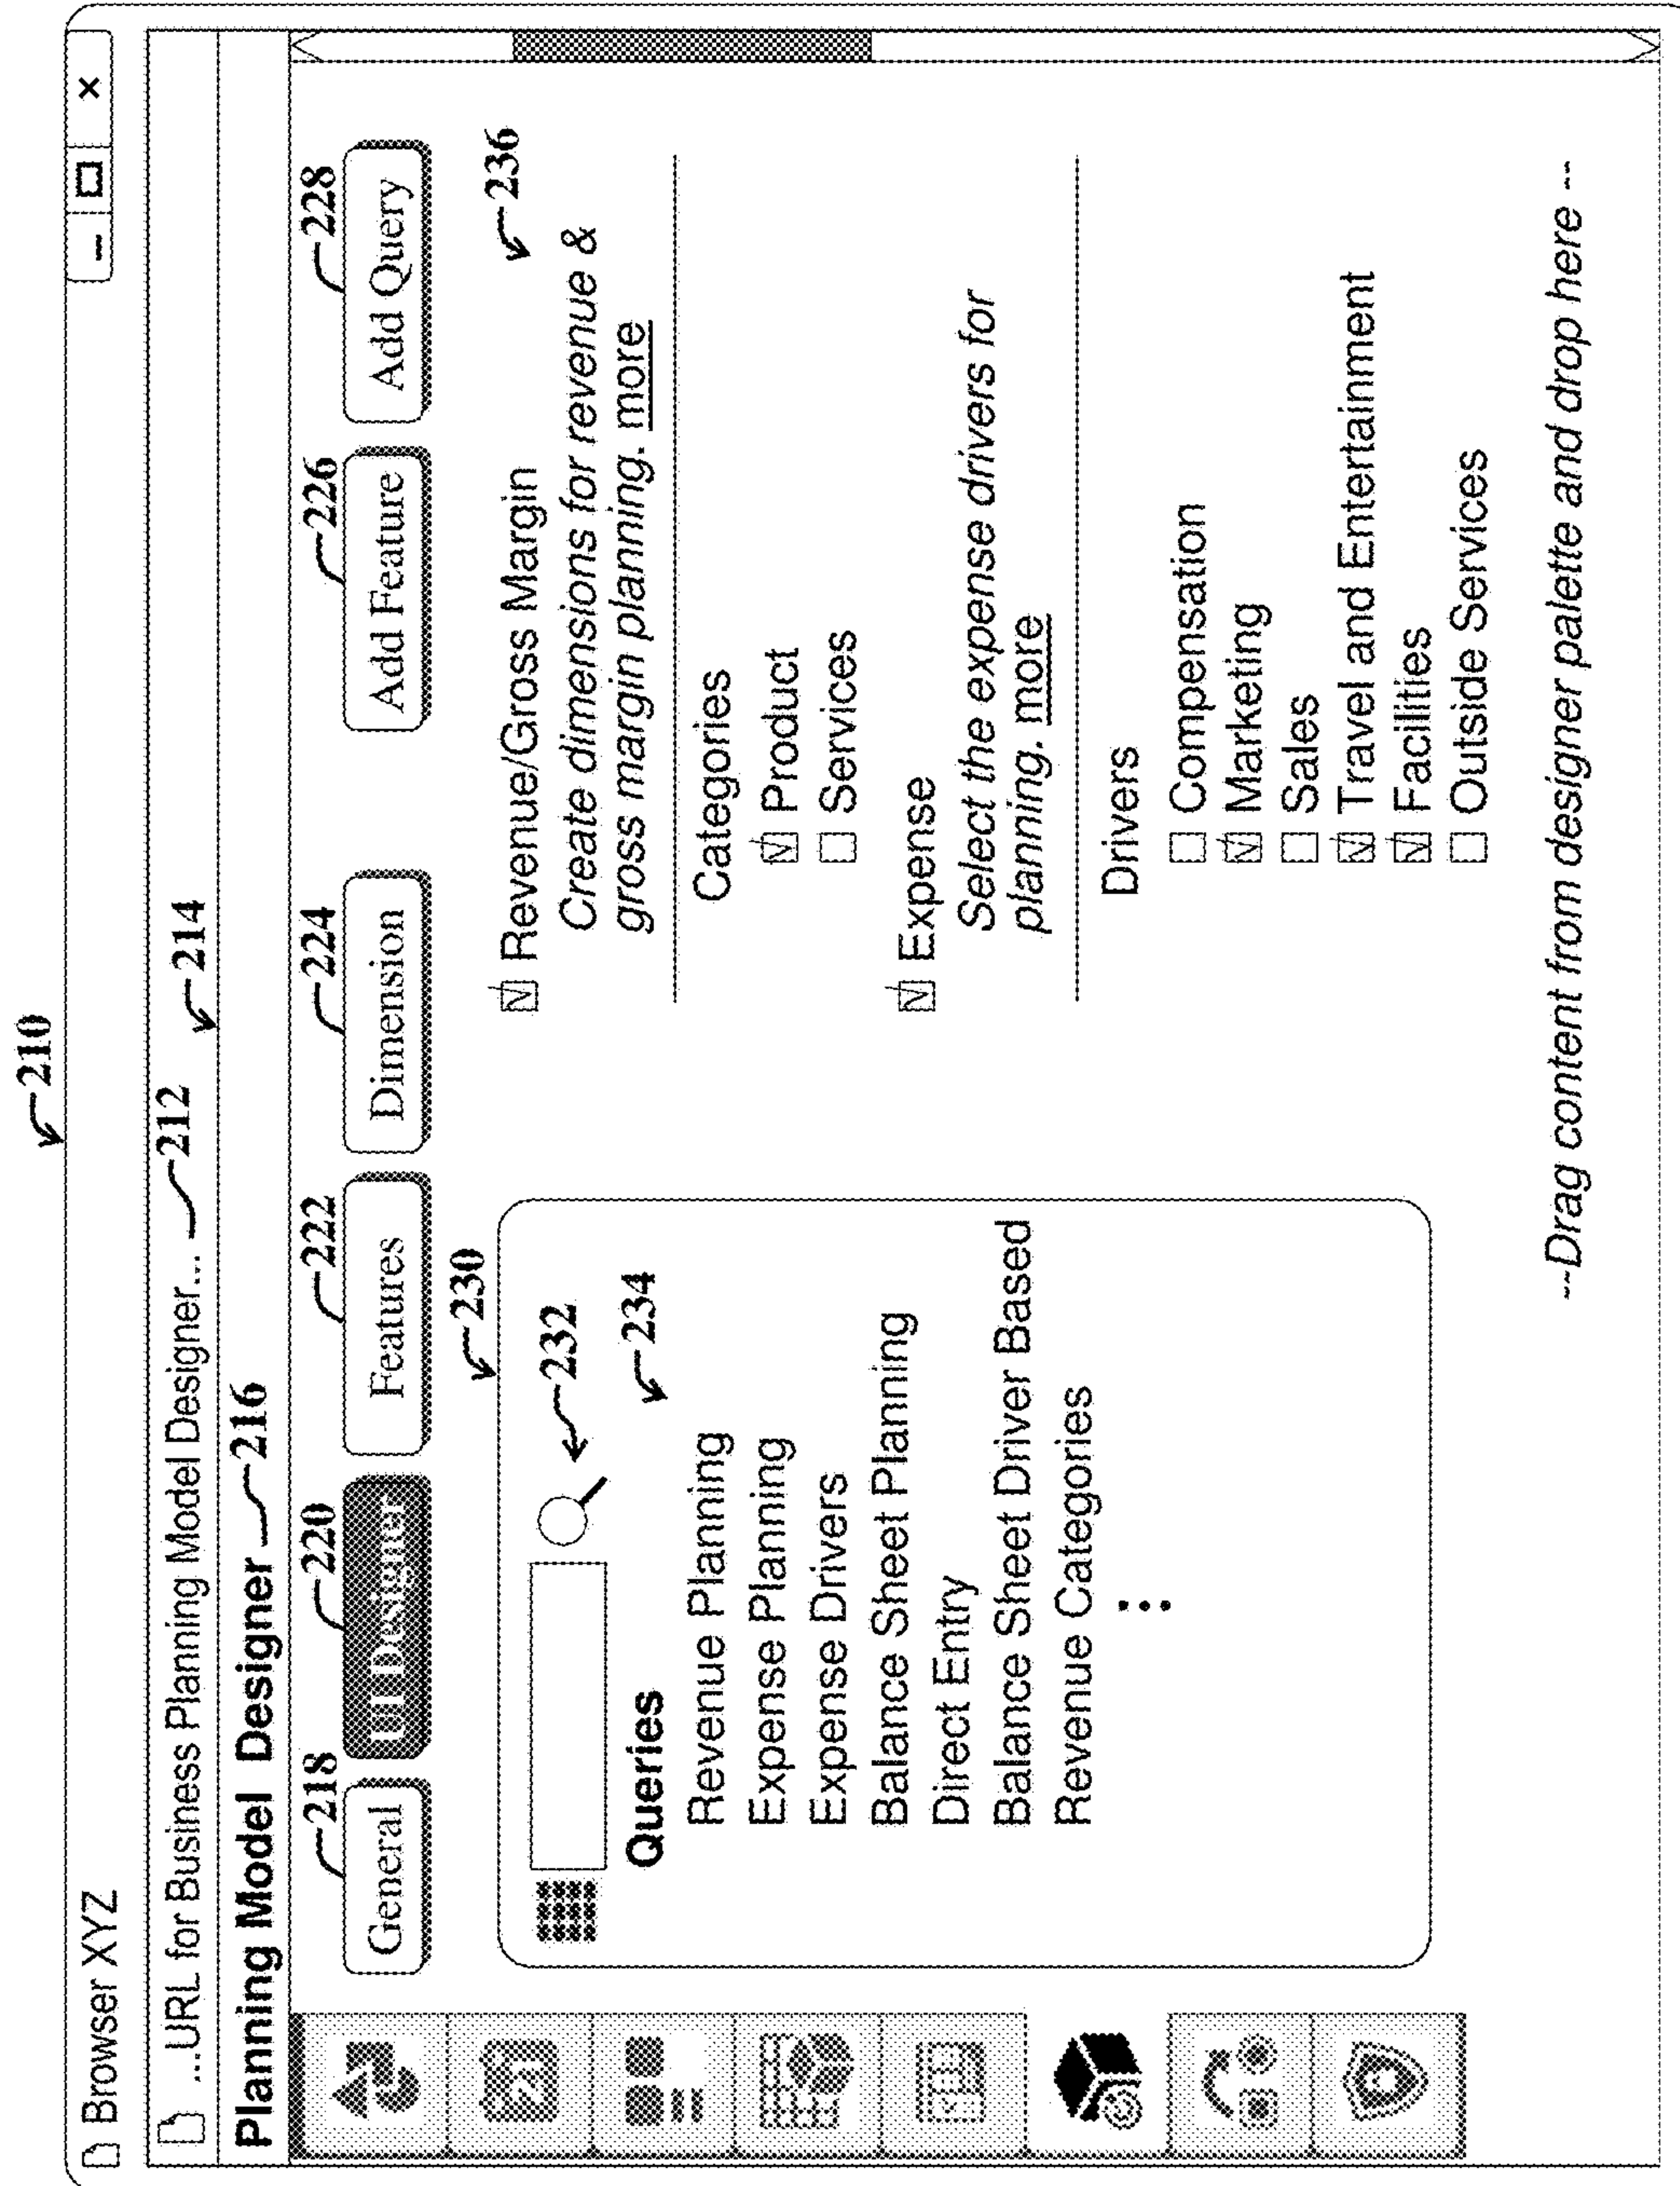 210
Browser XYZ
...URL for Business Planning Model Designer... 212
214
Planning Model Designer 216
218 220 222 224 226 228
General UI Designer Features Dimension Add Feature Add Query
230
232
Queries
234
Revenue Planning
Expense Planning
Expense Drivers
Balance Sheet Planning
Direct Entry
Balance Sheet Driver Based
Revenue Categories
236
Revenue/Gross Margin
Create dimensions for revenue &
gross margin planning. more
Categories
Product
Services
Expense
Select the expense drivers for
planning. more
Drivers
Compensation
Marketing
Sales
Travel and Entertainment
Facilities
Outside Services
--Drag content from designer palette and drop here --